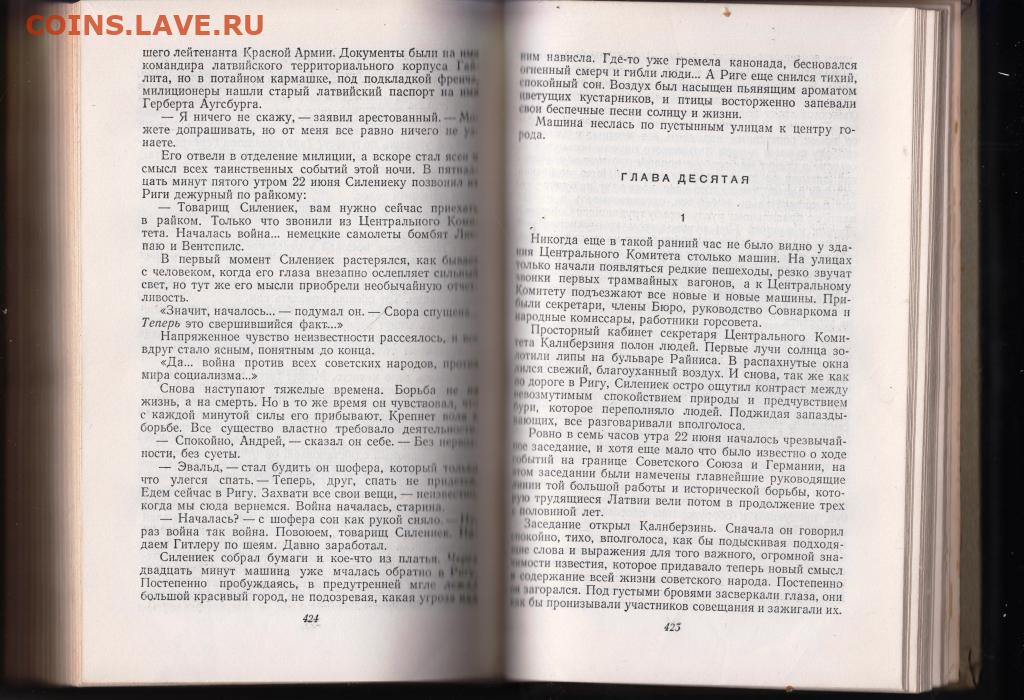 COINS.LAVE.RU
шего лейтенанта Красной Армии. Документы были на имя
командира латвийского территориального корпуса
лита, но в потайном кармашке, под подкладкой френча,
милиционеры нашли старый латвийский паспорт на имя
Герберта Аугсбурга.
— Я ничего не скажу, — заявил арестованный. — Мо-
жете допрашивать, но от меня все равно ничего не уз-
наете.
Его отвели в отделение милиции, а вскоре стал ясен и
смысл всех таинственных событий этой ночи. В пятнад-
цать минут пятого утром 22 июня Силениеку позвонил из
Риги дежурный по райкому:
— Товарищ Силениек, вам нужно сейчас приехать
в райком. Только что звонили из Центрального Коми-
тета. Началась война... немецкие самолеты бомбят Лие-
паю и Вентспилс.
В первый момент Силениек растерялся, как бывает
с человеком, когда его глаза внезапно ослепляет сильный
свет, но тут же его мысли приобрели необычайную отчет-
ливость.
«Значит, началось... — подумал он. — Свора спущена...
Теперь это свершившийся факт...»
Напряженное чувство неизвестности рассеялось, и все
вдруг стало ясным, понятным до конца.
«Да... война против всех советских народов, против
мира социализма...»
Снова наступают тяжелые времена. Борьба не на
жизнь, а на смерть. Но в то же время он чувствовал, что
с каждой минутой силы его прибывают. Крепнет воля к
борьбе. Все существо властно требовало деятельности.
— Спокойно, Андрей, — сказал он себе. — Без нервоз-
ности, без суеты.
— Эвальд, — стал будить он шофера, который только
что улегся спать. — Теперь, друг, спать не придется.
Едем сейчас в Ригу. Захвати все свои вещи, — неизвестно,
когда мы сюда вернемся. Война началась, старина.
— Началась? — с шофера сон как рукой сняло. — Ну,
раз война так война. Повоюем, товарищ Силениек. На-
даем Гитлеру по шеям. Давно заработал.
Силениек собрал бумаги и кое-что из платья. Через
двадцать минут машина уже мчалась обратно в Ригу.
Постепенно пробуждаясь, в предутренней мгле лежал
большой красивый город, не подозревая, какая угроза над
424
ним нависла. Где-то уже гремела канонада, бесновался
огненный смерч и гибли люди... А Риге еще снился тихий,
спокойный сон. Воздух был насыщен пьянящим ароматом
цветущих кустарников, и птицы восторженно запевали
свои беспечные песни солнцу и жизни.
Машина неслась по пустынным улицам к центру го-
рода.
ГЛАВА ДЕСЯТАЯ
1
Никогда еще в такой ранний час не было видно у зда-
ния Центрального Комитета столько машин. На улицах
только начали появляться редкие пешеходы, резко звучат
звонки первых трамвайных вагонов, а к Центральному
Комитету подъезжают все новые и новые машины. При-
были секретари, члены Бюро, руководство Совнаркома и
народные комиссары, работники горсовета.
Просторный кабинет секретаря Центрального Коми-
тета Калнберзиня полон людей. Первые лучи солнца зо-
лотили липы на бульваре Райниса. В распахнутые окна
лился свежий, благоуханный воздух. И снова, так же как
по дороге в Ригу, Силениек остро ощутил контраст между
невозмутимым спокойствием природы и предчувствием
бури, которое переполняло людей. Поджидая запазды-
вающих, все разговаривали вполголоса.
Ровно в семь часов утра 22 июня началось чрезвычай-
ное заседание, и хотя еще мало что было известно о ходе
событий на границе Советского Союза и Германии, на
этом заседании были намечены главнейшие руководящие
линии той большой работы и исторической борьбы, кото-
рую трудящиеся Латвии вели потом в продолжение трех
с половиной лет.
Заседание открыл Калнберзинь. Сначала он говорил
спокойно, тихо, вполголоса, как бы подыскивая подходя-
щие слова и выражения для того важного, огромной зна-
чимости известия, которое придавало теперь новый смысл
и содержание всей жизни советского народа. Постепенно
он загорался. Под густыми бровями засверкали глаза, они
как бы пронизывали участников совещания и зажигали их.
425